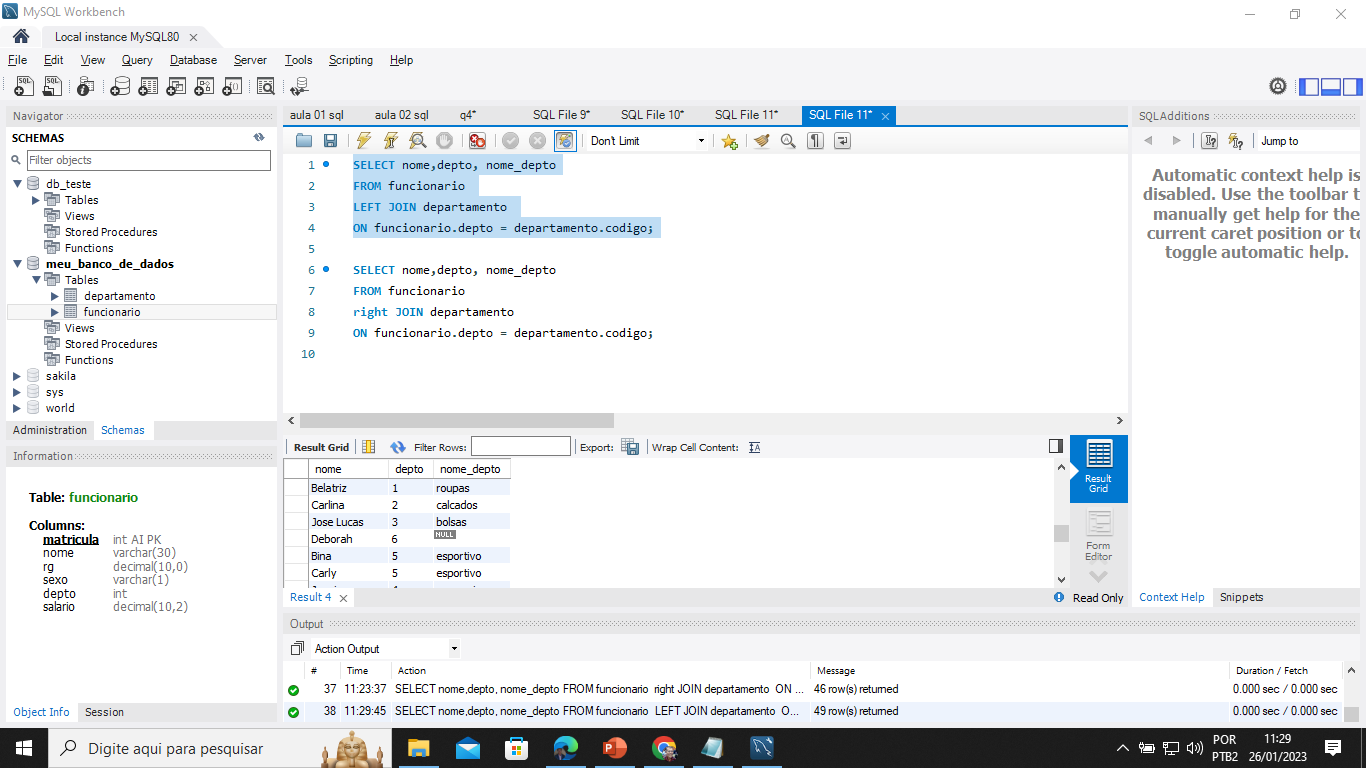 MySQL Workbench
Local instance MySQL80
File Edit View Query Database Server Tools Scripting Help
Navigator
SCHEMAS
Filter objects
db_teste
Tables
Views
Stored Procedures
Functions
meu_banco_de_dados
Tables
departamento
funcionario
Views
Stored Procedures
Functions
sakila
sys
world
Administration Schemas
Information
Table: funcionario
Columns:
matricula int AI PK
nome varchar(30)
rg decimal(10,0)
sexo varchar(1)
depto int
salario decimal(10,2)
Object Info Session
aula 01 sql aula 02 sql q4* SQL File 9* SQL File 10* SQL File 11* SQL File 11*
Don't Limit
1 SELECT nome,depto, nome_depto
2 FROM funcionario
3 LEFT JOIN departamento
4 ON funcionario.depto = departamento.codigo;
5
6 SELECT nome,depto, nome_depto
7 FROM funcionario
8 right JOIN departamento
9 ON funcionario.depto = departamento.codigo;
10
Result Grid Filter Rows: Export: Wrap Cell Content:
nome depto nome_depto
Belatriz 1 roupas
Carlina 2 calcados
Jose Lucas 3 bolsas
Deborah 6 NULL
Bina 5 esportivo
Carly 5 esportivo
Result Grid
Form Editor
Result 4
Read Only
SQLAdditions
Jump to
Automatic context help is
disabled. Use the toolbar t
manually get help for the
current caret position or to
toggle automatic help.
Context Help Snippets
Output
Action Output
# Time Action Message Duration / Fetch
37 11:23:37 SELECT nome,depto, nome_depto FROM funcionario right JOIN departamento ON ... 46 row(s) returned 0.000 sec / 0.000 sec
38 11:29:45 SELECT nome,depto, nome_depto FROM funcionario LEFT JOIN departamento O... 49 row(s) returned 0.000 sec / 0.000 sec
Digite aqui para pesquisar
POR
PTB2
11:29
26/01/2023